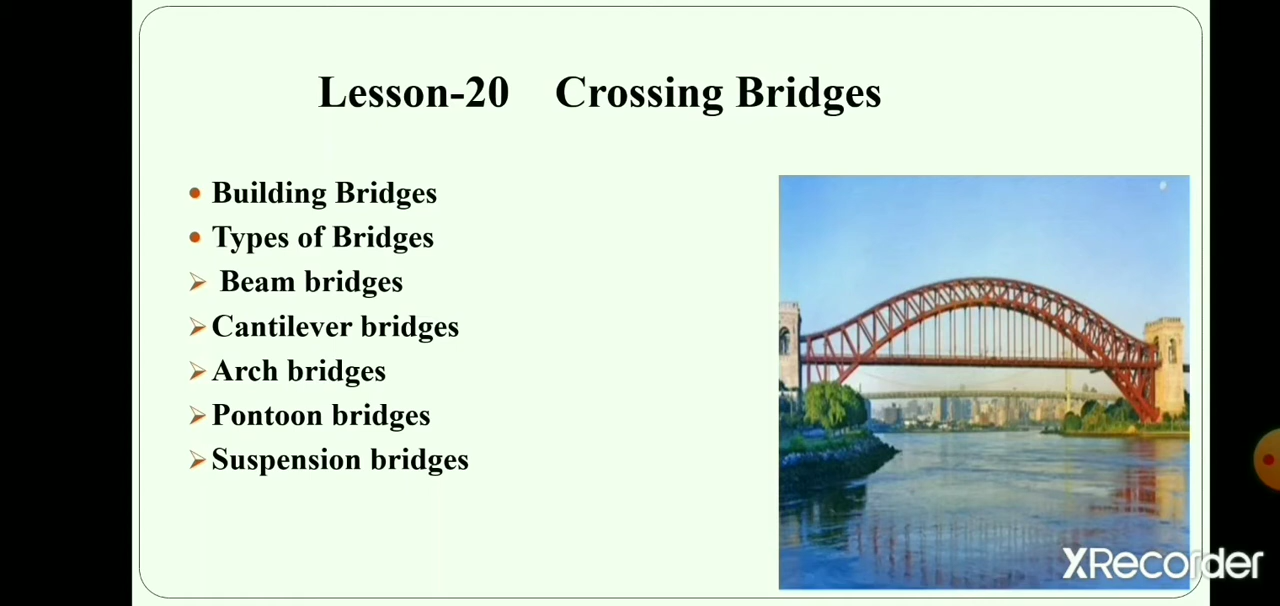 Lesson-20 Crossing Bridges
Building Bridges
Types of Bridges
Beam bridges
Cantilever bridges
Arch bridges
Pontoon bridges
Suspension bridges
XRecorder